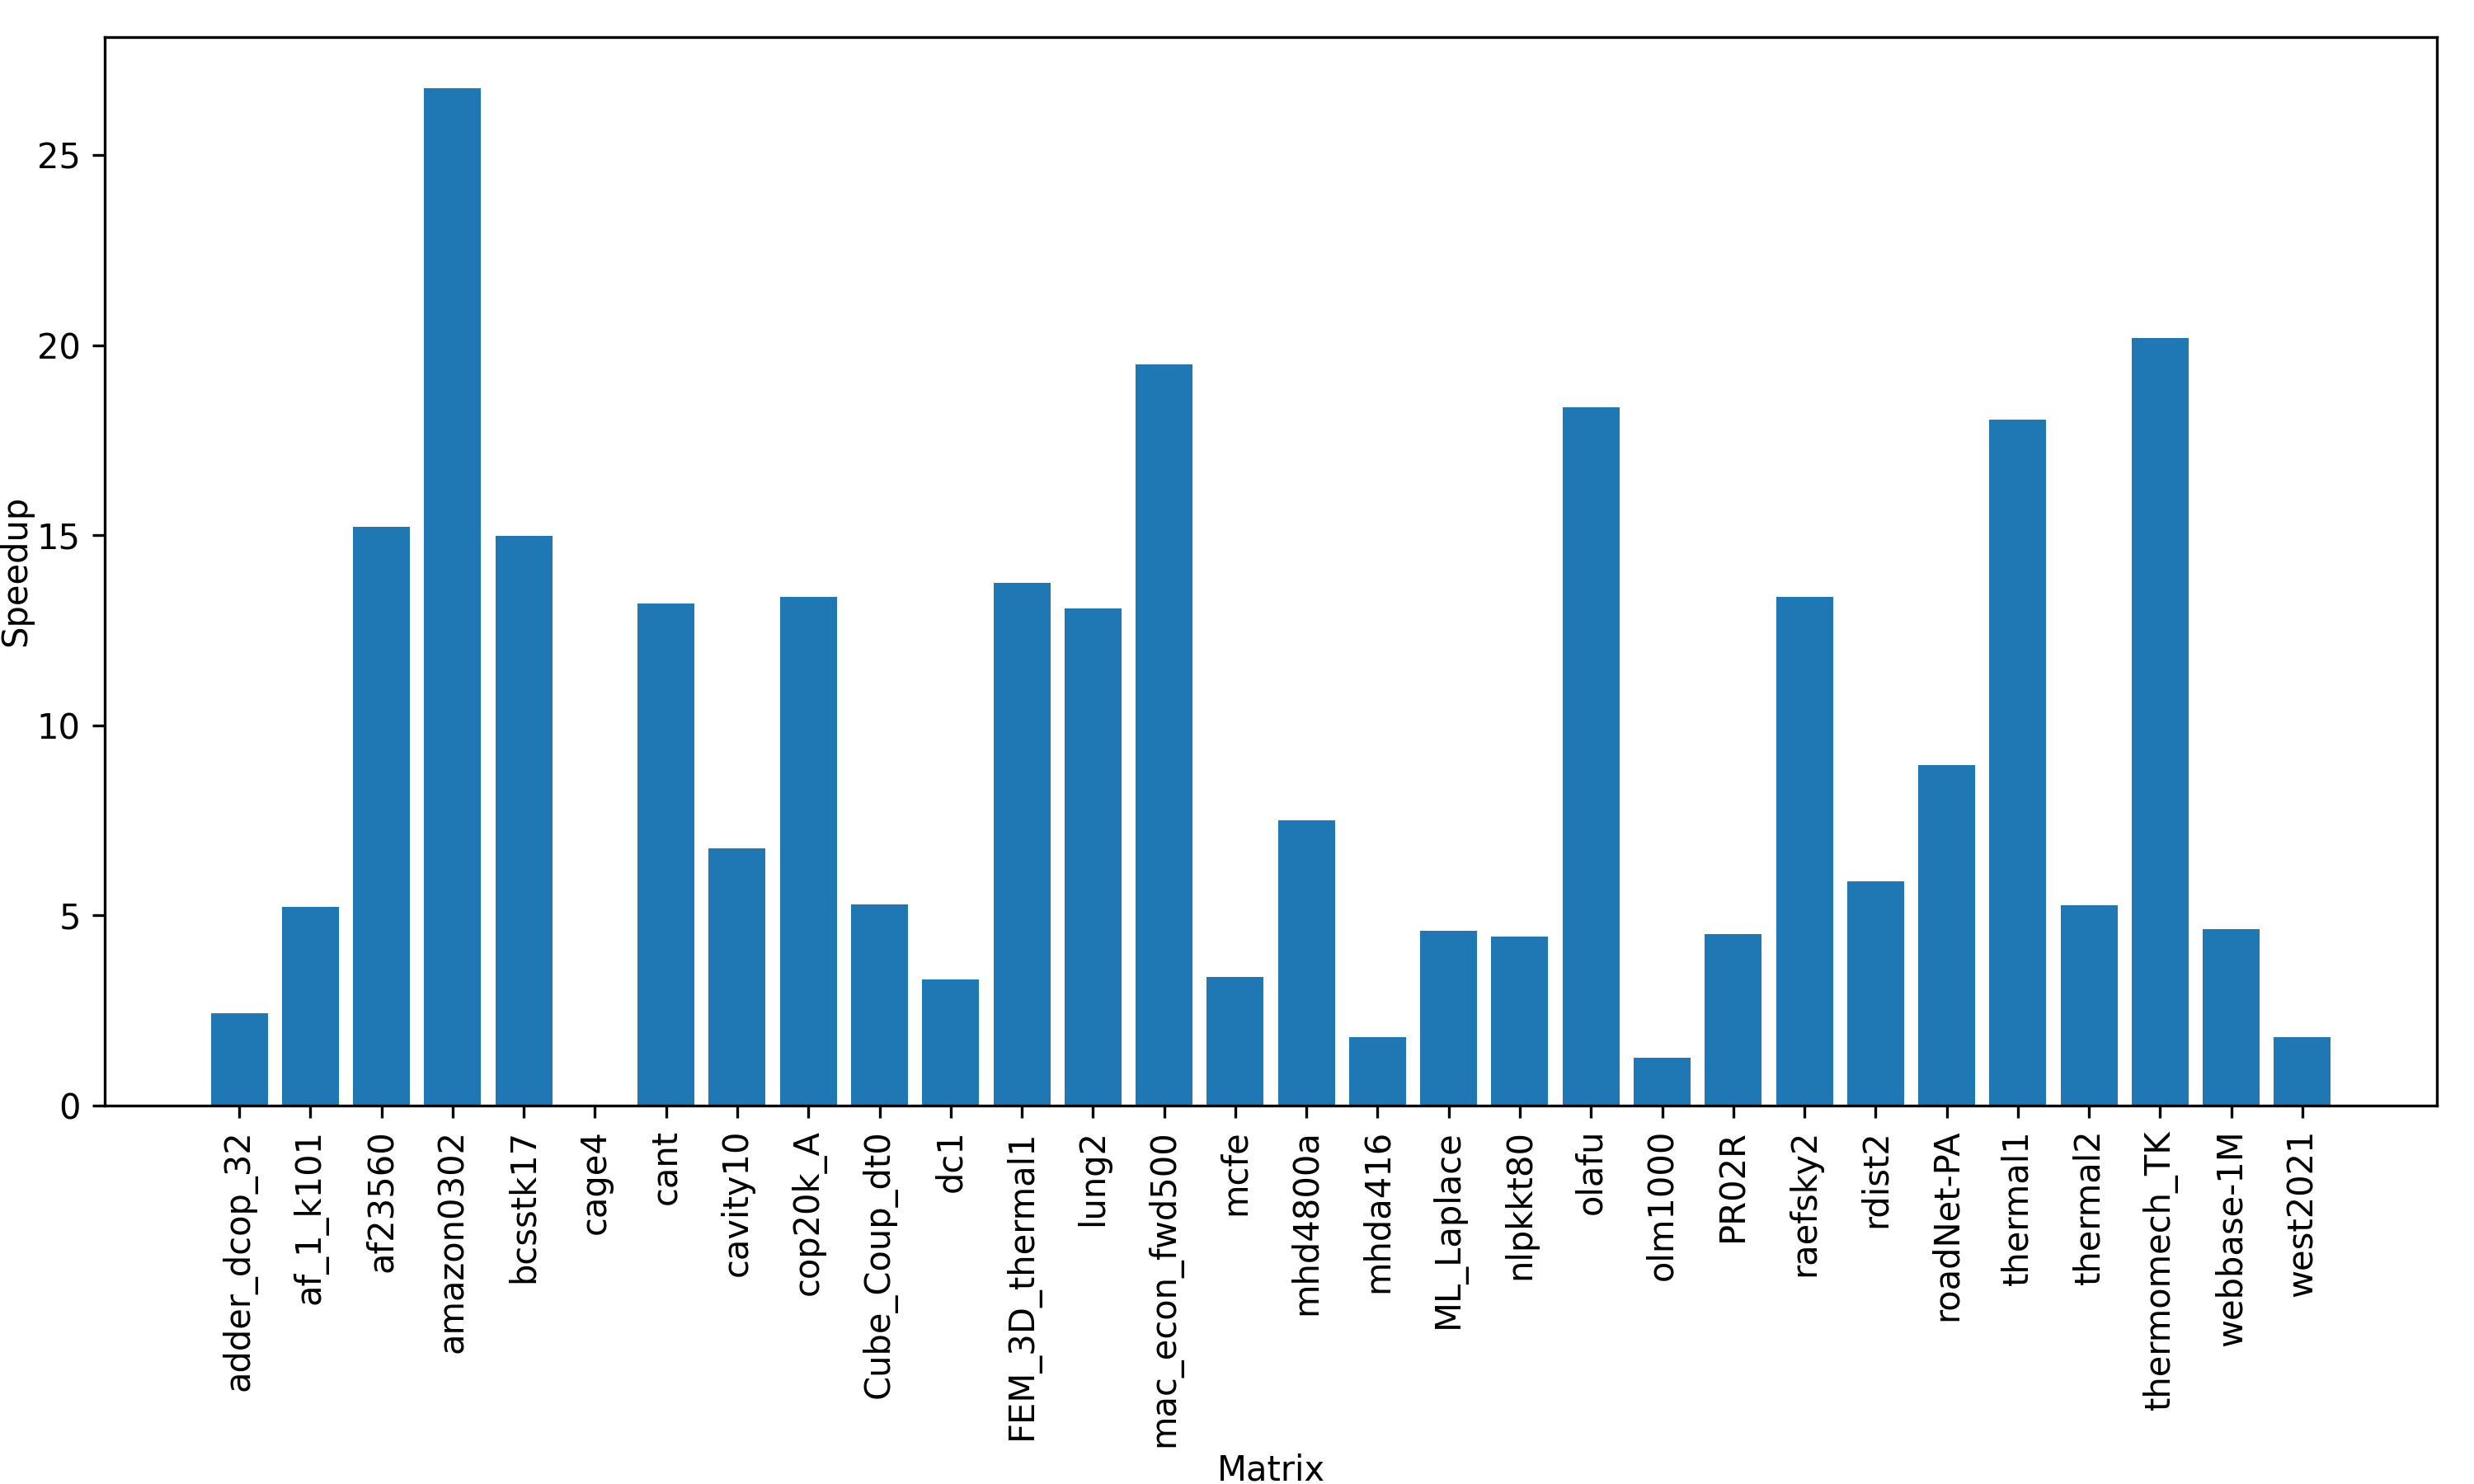 Speedup
25
20
15
10
5
0
adder_dcop_32
af_1_k101
af23560
amazon0302
bcsstk17
cage4
cant
cavity10
cop20k_A
Cube_Coup_dt0
dc1
FEM_3D_thermal1
lung2
mac_econ_fwd500
mcfe
mhd4800a
mhda416
ML_Laplace
nlpkkt80
olafu
olm1000
PR02R
raefsky2
rdist2
roadNet-PA
thermal1
thermal2
thermomech_TK
webbase-1M
west2021
Matrix